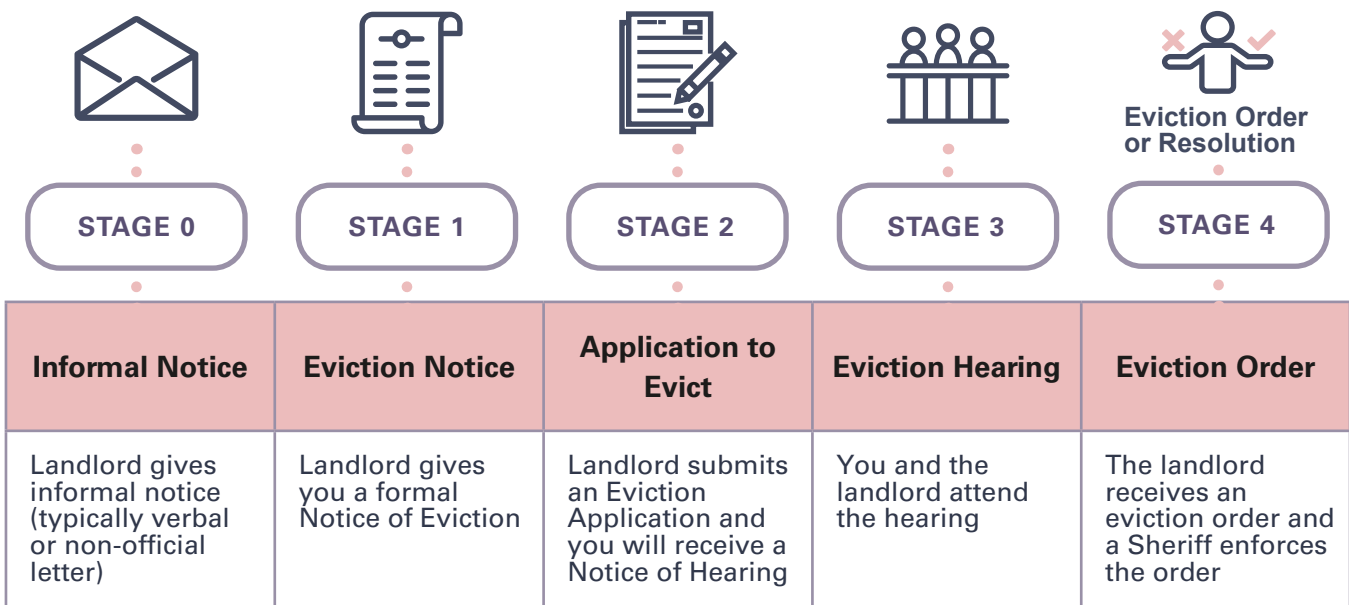 Eviction Order
or Resolution
STAGE 0
STAGE 1
STAGE 2
STAGE 3
STAGE 4
Informal Notice
Eviction Notice
Application to
Evict
Eviction Hearing
Eviction Order
Landlord gives
informal notice
(typically verbal
or non-official
letter)
Landlord gives
you a formal
Notice of Eviction
Landlord submits
an Eviction
Application and
you will receive a
Notice of Hearing
You and the
landlord attend
the hearing
The landlord
receives an
eviction order and
a Sheriff enforces
the order